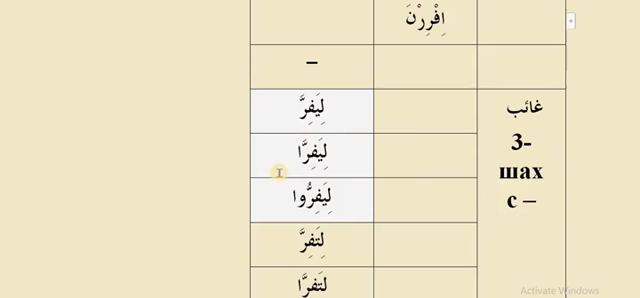 اِفْرِرْنَ
–
غائب
3-
шах
с –
لِيَفِرَّ
لِيَفِرَّا
لِيَفِرُّوا
لِتَفِرَّ
لِتَفِرَّا
Activate Windows